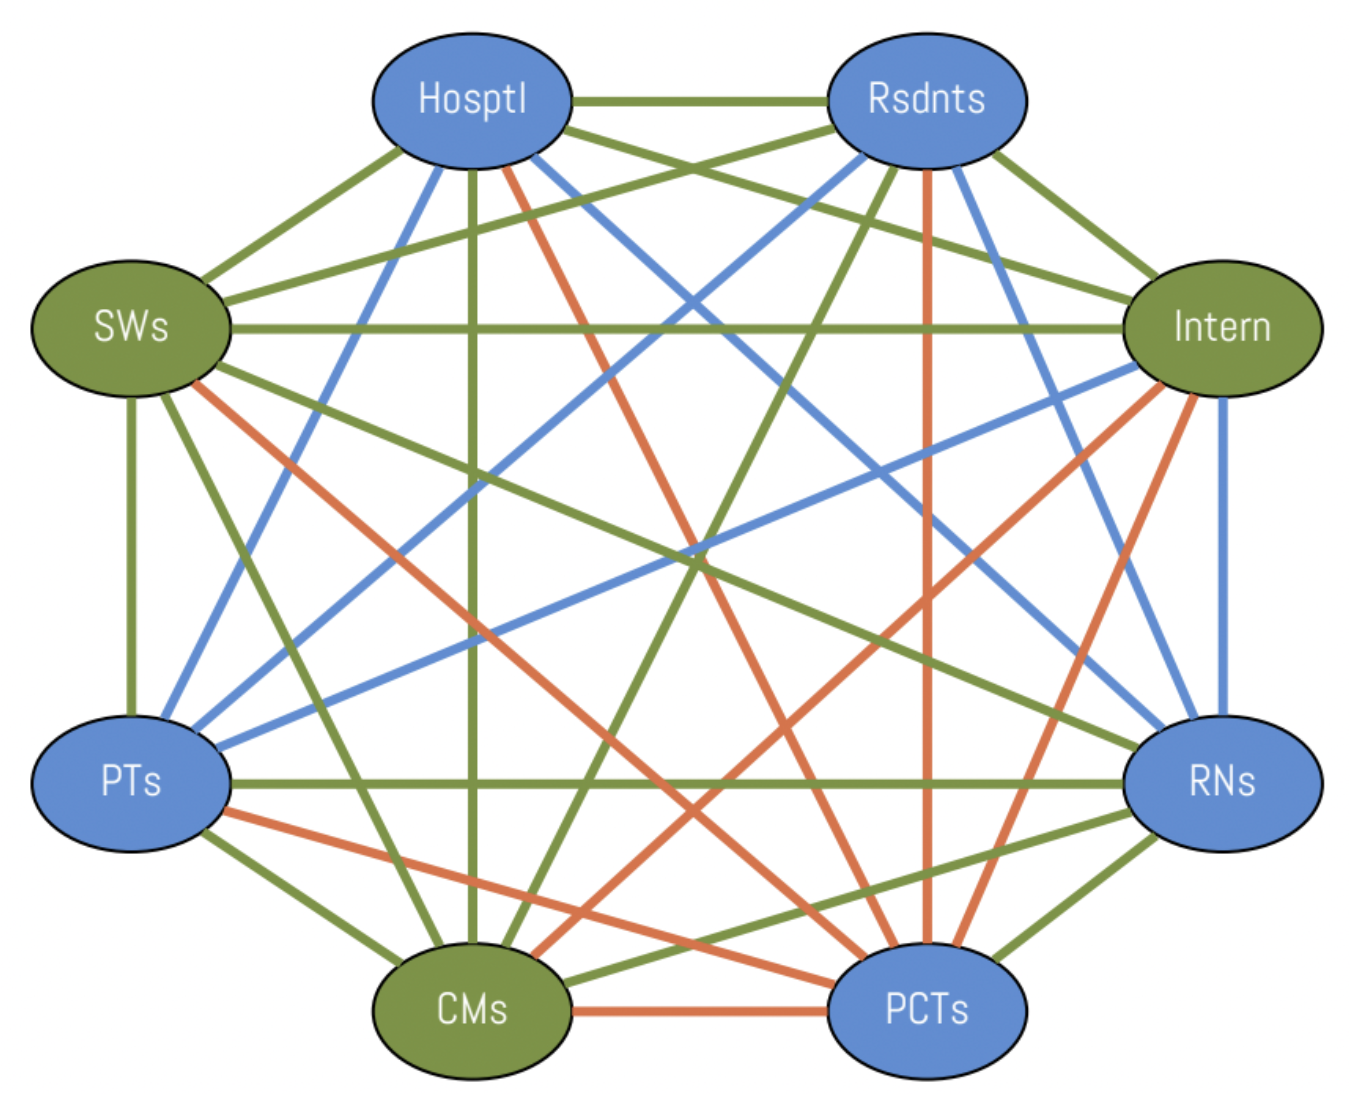 Hosptl
Rsdnts
SWs
Intern
PTs
RNs
CMs
PCTs